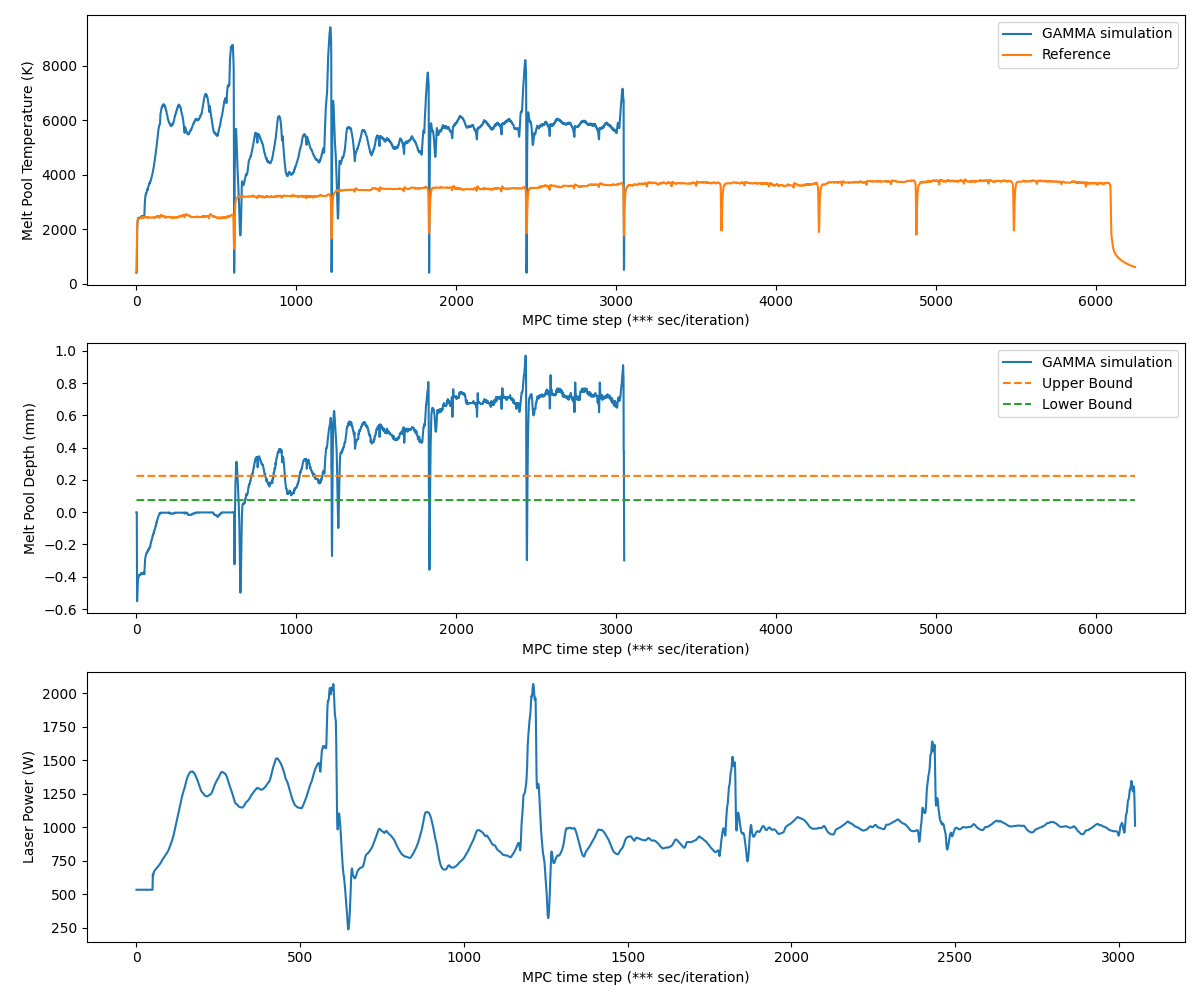 Melt Pool Temperature (K)
8000
6000
4000
2000
0
GAMMA simulation
Reference
0 1000 2000 3000 4000 5000 6000
MPC time step (*** sec/iteration)
Melt Pool Depth (mm)
1.0
0.8
0.6
0.4
0.2
0.0
−0.2
−0.4
−0.6
GAMMA simulation
Upper Bound
Lower Bound
0 1000 2000 3000 4000 5000 6000
MPC time step (*** sec/iteration)
Laser Power (W)
2000
1750
1500
1250
1000
750
500
250
0 500 1000 1500 2000 2500 3000
MPC time step (*** sec/iteration)